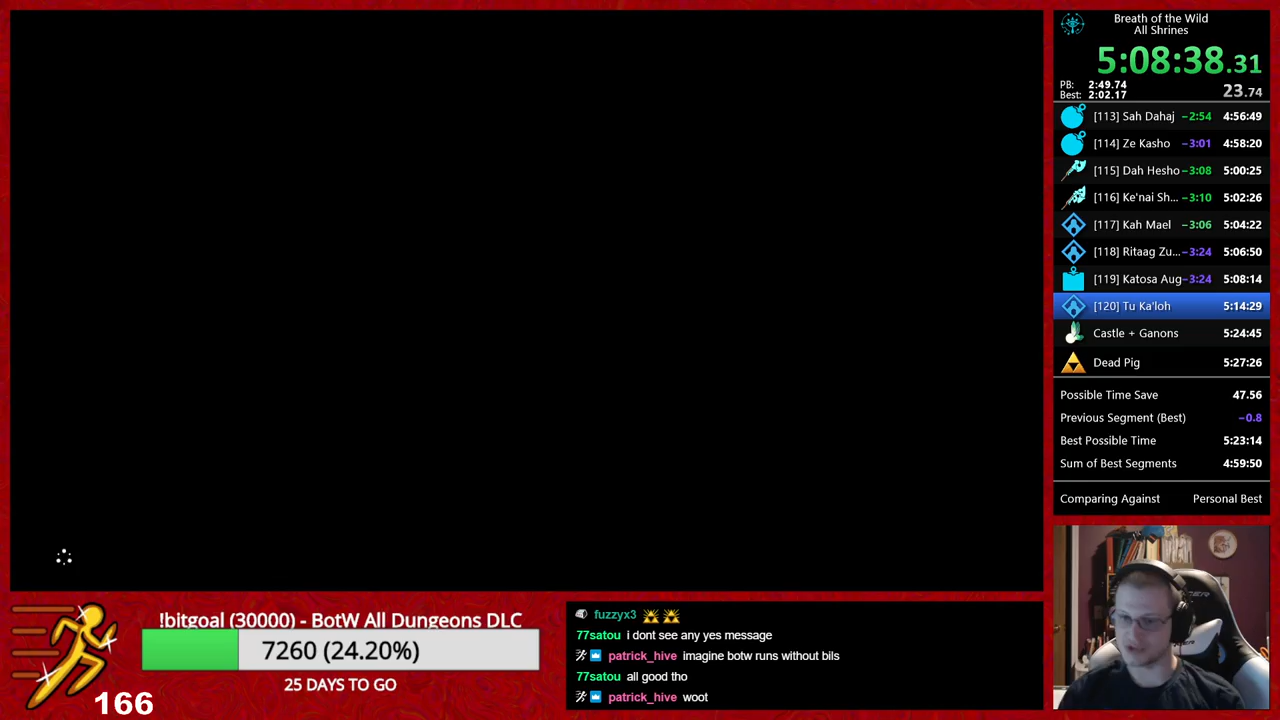 Breath of the Wild
All Shrines
5:08:38.31
PB: 2:49.74
Best: 2:02.17
23.74
[113] Sah Dahaj −2:54 4:56:49
[114] Ze Kasho −3:01 4:58:20
[115] Dah Hesho −3:08 5:00:25
[116] Ke'nai Sh... −3:10 5:02:26
[117] Kah Mael −3:06 5:04:22
[118] Ritaag Zu... −3:24 5:06:50
[119] Katosa Aug −3:24 5:08:14
[120] Tu Ka'loh 5:14:29
Castle + Ganons 5:24:45
Dead Pig 5:27:26
Possible Time Save 47.56
Previous Segment (Best) −0.8
Best Possible Time 5:23:14
Sum of Best Segments 4:59:50
Comparing Against Personal Best
!bitgoal (30000) - BotW All Dungeons DLC
7260 (24.20%)
25 DAYS TO GO
166
fuzzyx3
77satou i dont see any yes message
patrick_hive imagine botw runs without bils
77satou all good tho
patrick_hive woot